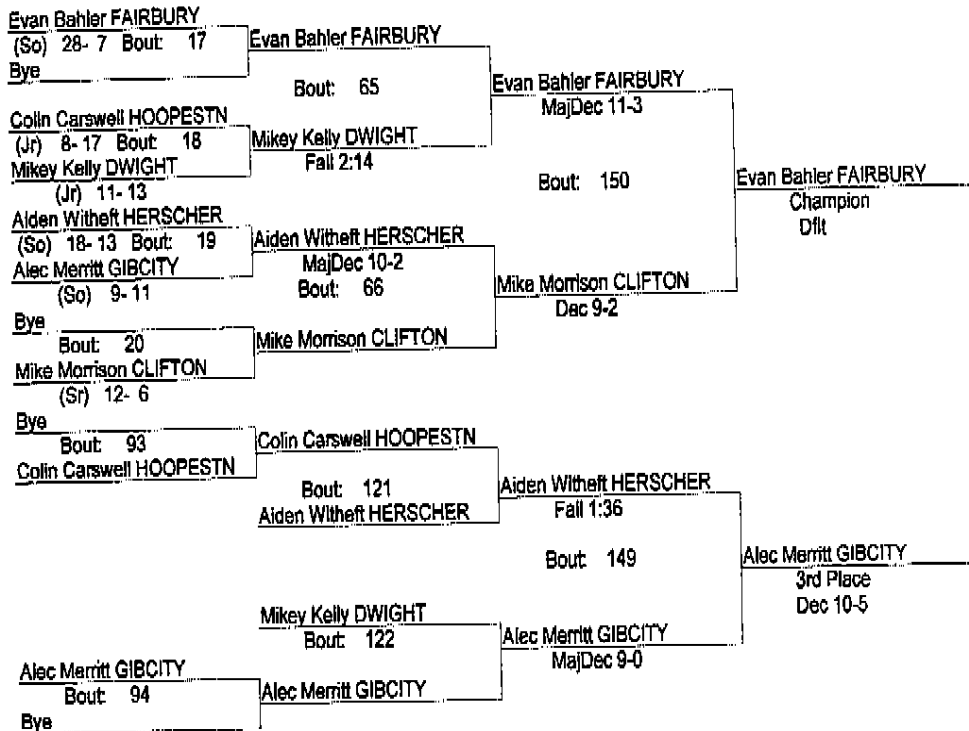 Evan Bahler FAIRBURY
(So) 28- 7 Bout: 17
Bye
Evan Bahler FAIRBURY
Bout: 65
Colin Carswell HOOPESTN
(Jr) 8- 17 Bout: 18
Mikey Kelly DWIGHT
(Jr) 11- 13
Mikey Kelly DWIGHT
Fall 2:14
Evan Bahler FAIRBURY
MajDec 11-3
Bout: 150
Aiden Witheft HERSCHER
(So) 18- 13 Bout: 19
Alec Merritt GIBCITY
(So) 9- 11
Aiden Witheft HERSCHER
MajDec 10-2
Bout: 66
Bye
Bout: 20
Mike Morrison CLIFTON
(Sr) 12- 6
Mike Morrison CLIFTON
Mike Morrison CLIFTON
Dec 9-2
Evan Bahler FAIRBURY
Champion
Dflt
Bye
Bout: 93
Colin Carswell HOOPESTN
Colin Carswell HOOPESTN
Bout: 121
Aiden Witheft HERSCHER
Aiden Witheft HERSCHER
Fall 1:36
Bout: 149
Mikey Kelly DWIGHT
Bout: 122
Alec Merritt GIBCITY
Bout: 94
Bye
Alec Merritt GIBCITY
Alec Merritt GIBCITY
MajDec 9-0
Alec Merritt GIBCITY
3rd Place
Dec 10-5